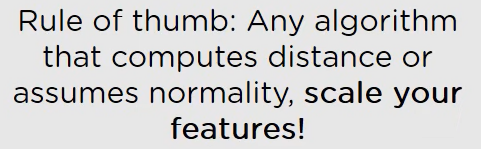 Rule of thumb: Any algorithm
that computes distance or
assumes normality, scale your
features!